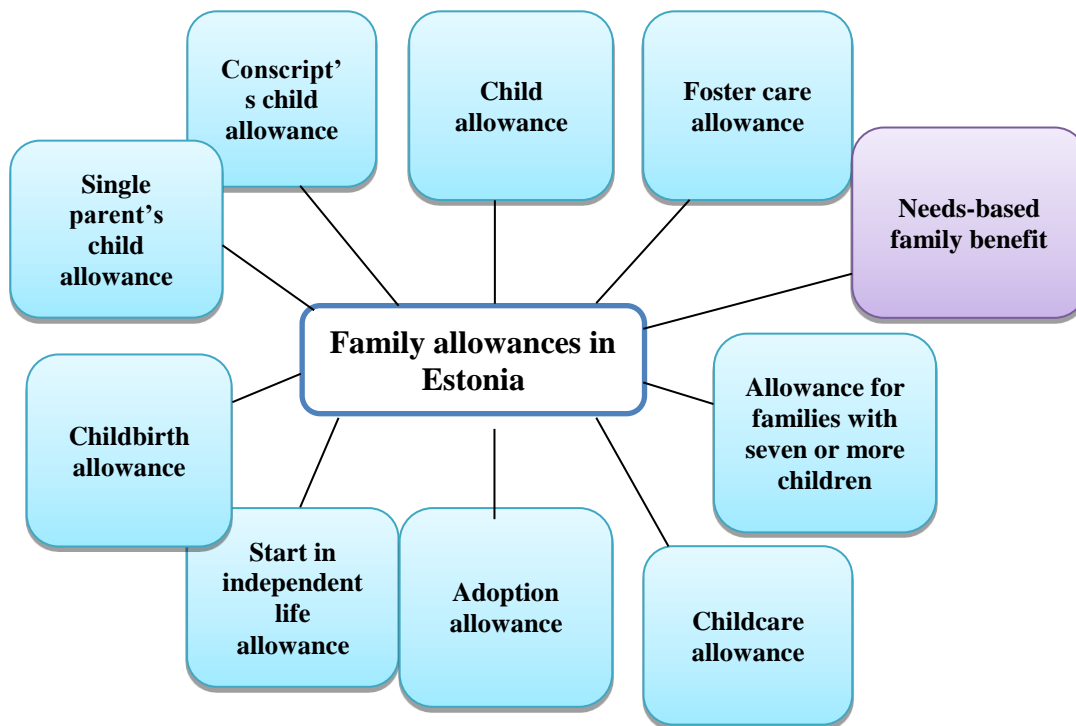 Conscript’
s child
allowance
Child
allowance
Foster care
allowance
Single
parent’s
child
allowance
Needs-based
family benefit
Family allowances in
Estonia
Allowance for
families with
seven or more
children
Childbirth
allowance
Start in
independent
life
allowance
Adoption
allowance
Childcare
allowance